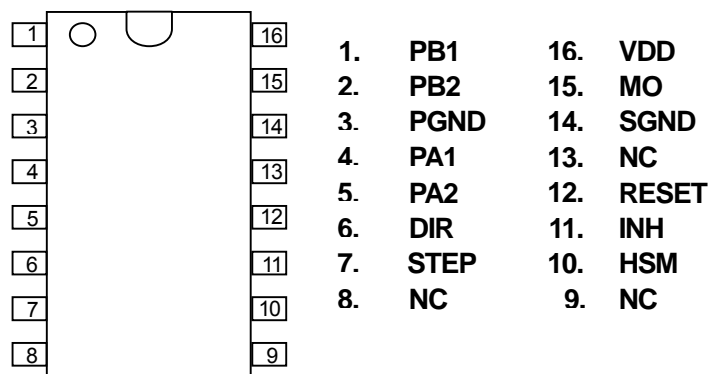 1 16
2 15
3 14
4 13
5 12
6 11
7 10
8 9
1. PB1 16. VDD
2. PB2 15. MO
3. PGND 14. SGND
4. PA1 13. NC
5. PA2 12. RESET
6. DIR 11. INH
7. STEP 10. HSM
8. NC 9. NC